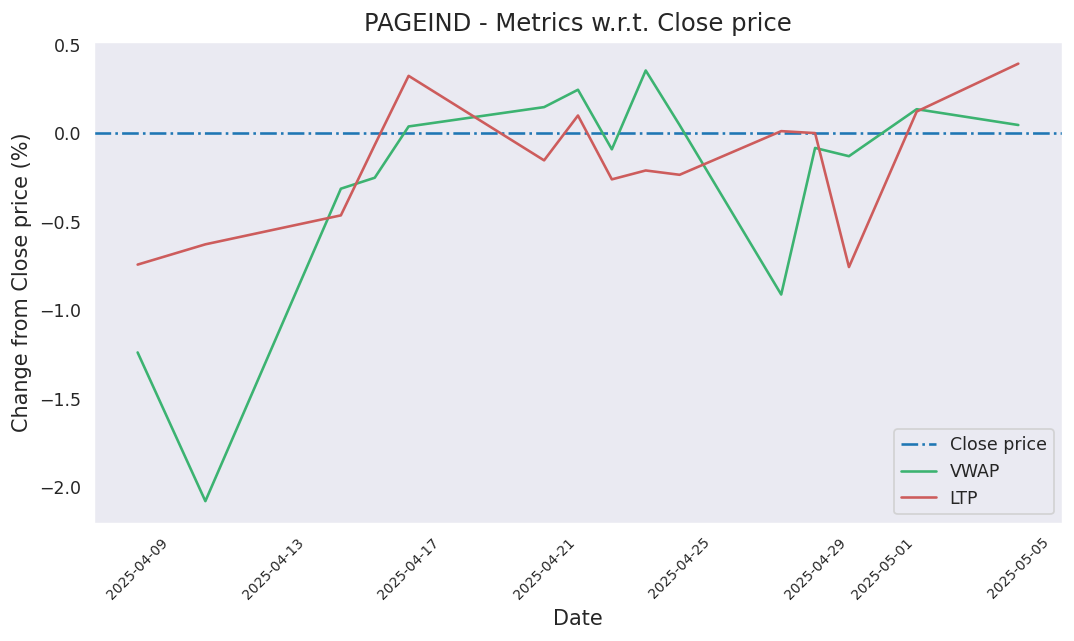 PAGEIND - Metrics w.r.t. Close price
Change from Close price (%)
0.5
0.0
−0.5
−1.0
−1.5
−2.0
Close price
VWAP
LTP
2025-04-09
2025-04-13
2025-04-17
2025-04-21
2025-04-25
2025-04-29
2025-05-01
2025-05-05
Date